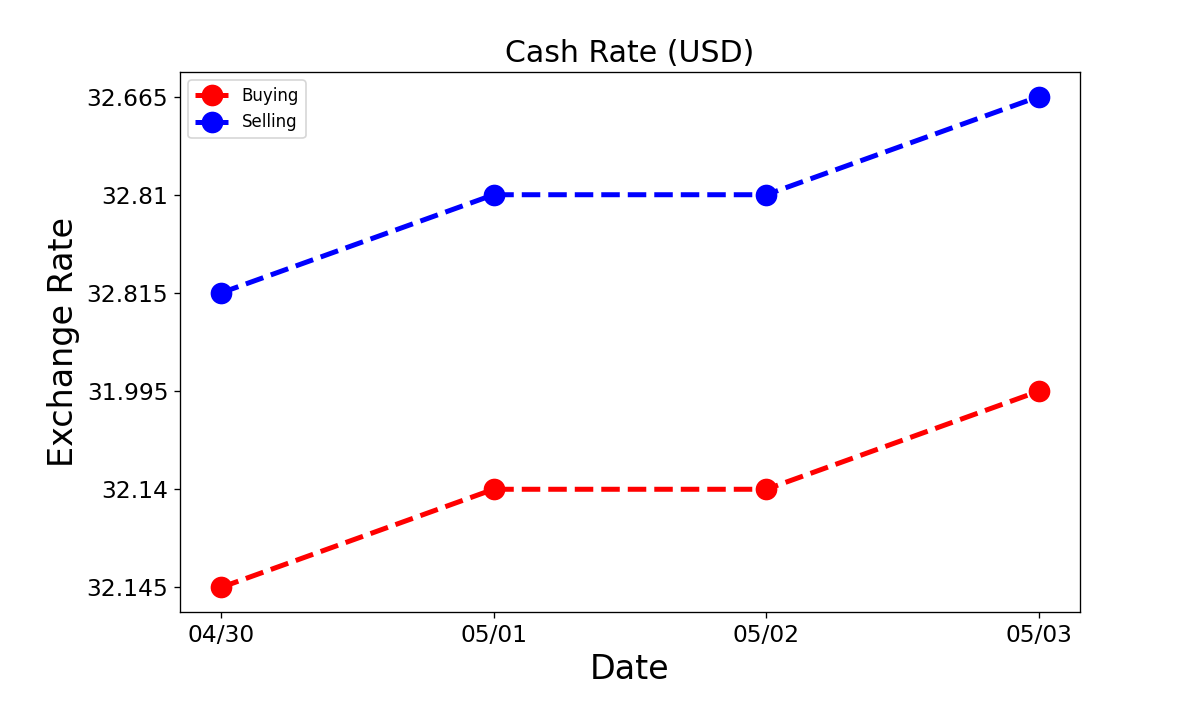 Cash Rate (USD)
Buying
Selling
Exchange Rate
32.665
32.81
32.815
31.995
32.14
32.145
04/30 05/01 05/02 05/03
Date